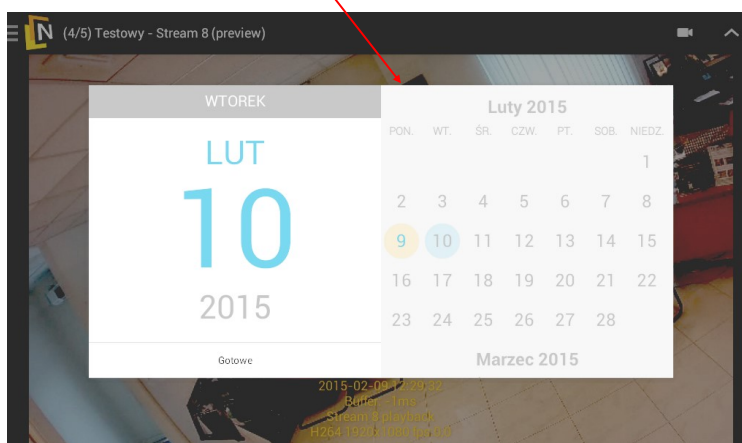 N
(4/5) Testowy - Stream 8 (preview)
WTOREK
LUT
10
2015
Gotowe
Luty 2015
PON. WT. ŚR. CZW. PT. SOB. NIEDZ.
1
2 3 4 5 6 7 8
9 10 11 12 13 14 15
16 17 18 19 20 21 22
23 24 25 26 27 28
Marzec 2015
2015-02-09 12:29:32
Buffer: -1ms
Stream 8 playback
H264